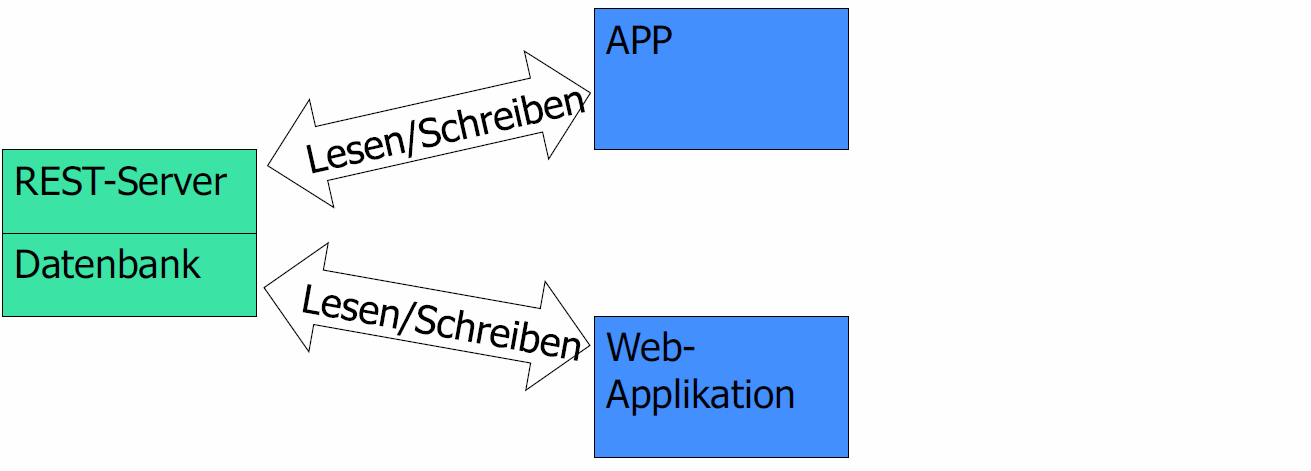 APP
Lesen/Schreiben
REST-Server
Datenbank
Lesen/Schreiben
Web-
Applikation